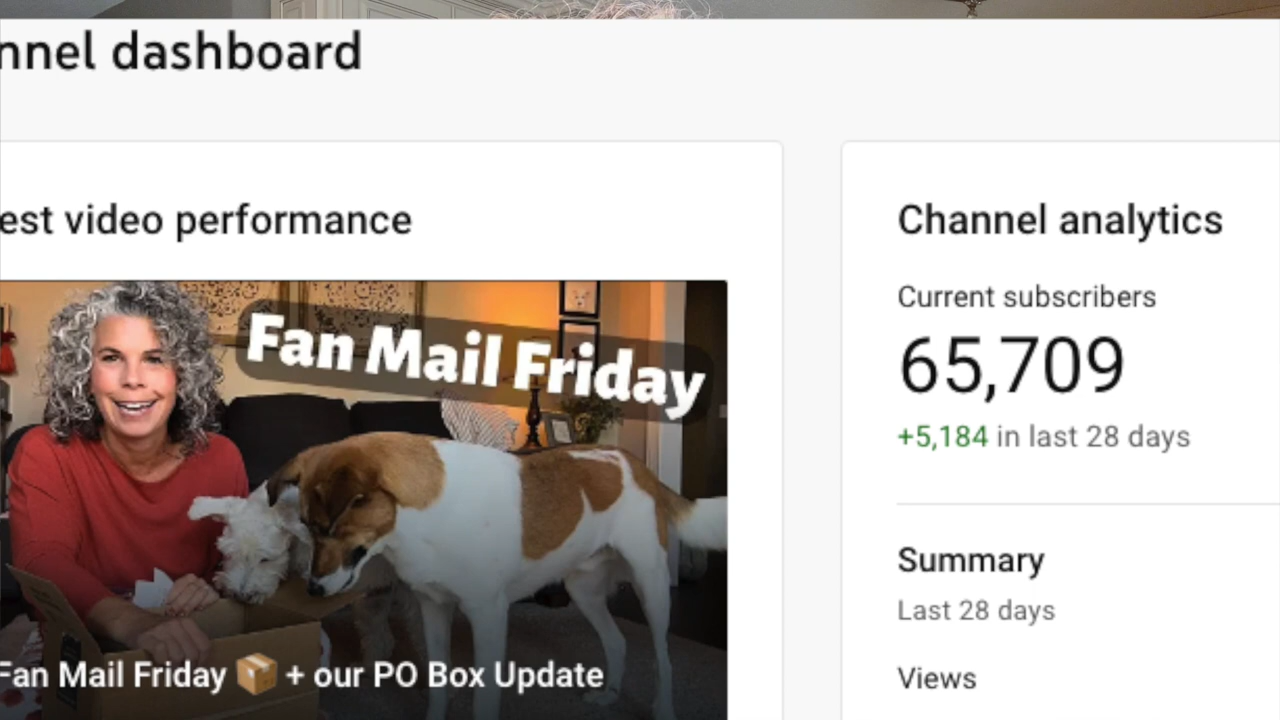 nnel dashboard
est video performance
Fan Mail Friday
Fan Mail Friday 📦 + our PO Box Update
Channel analytics
Current subscribers
65,709
+5,184 in last 28 days
Summary
Last 28 days
Views